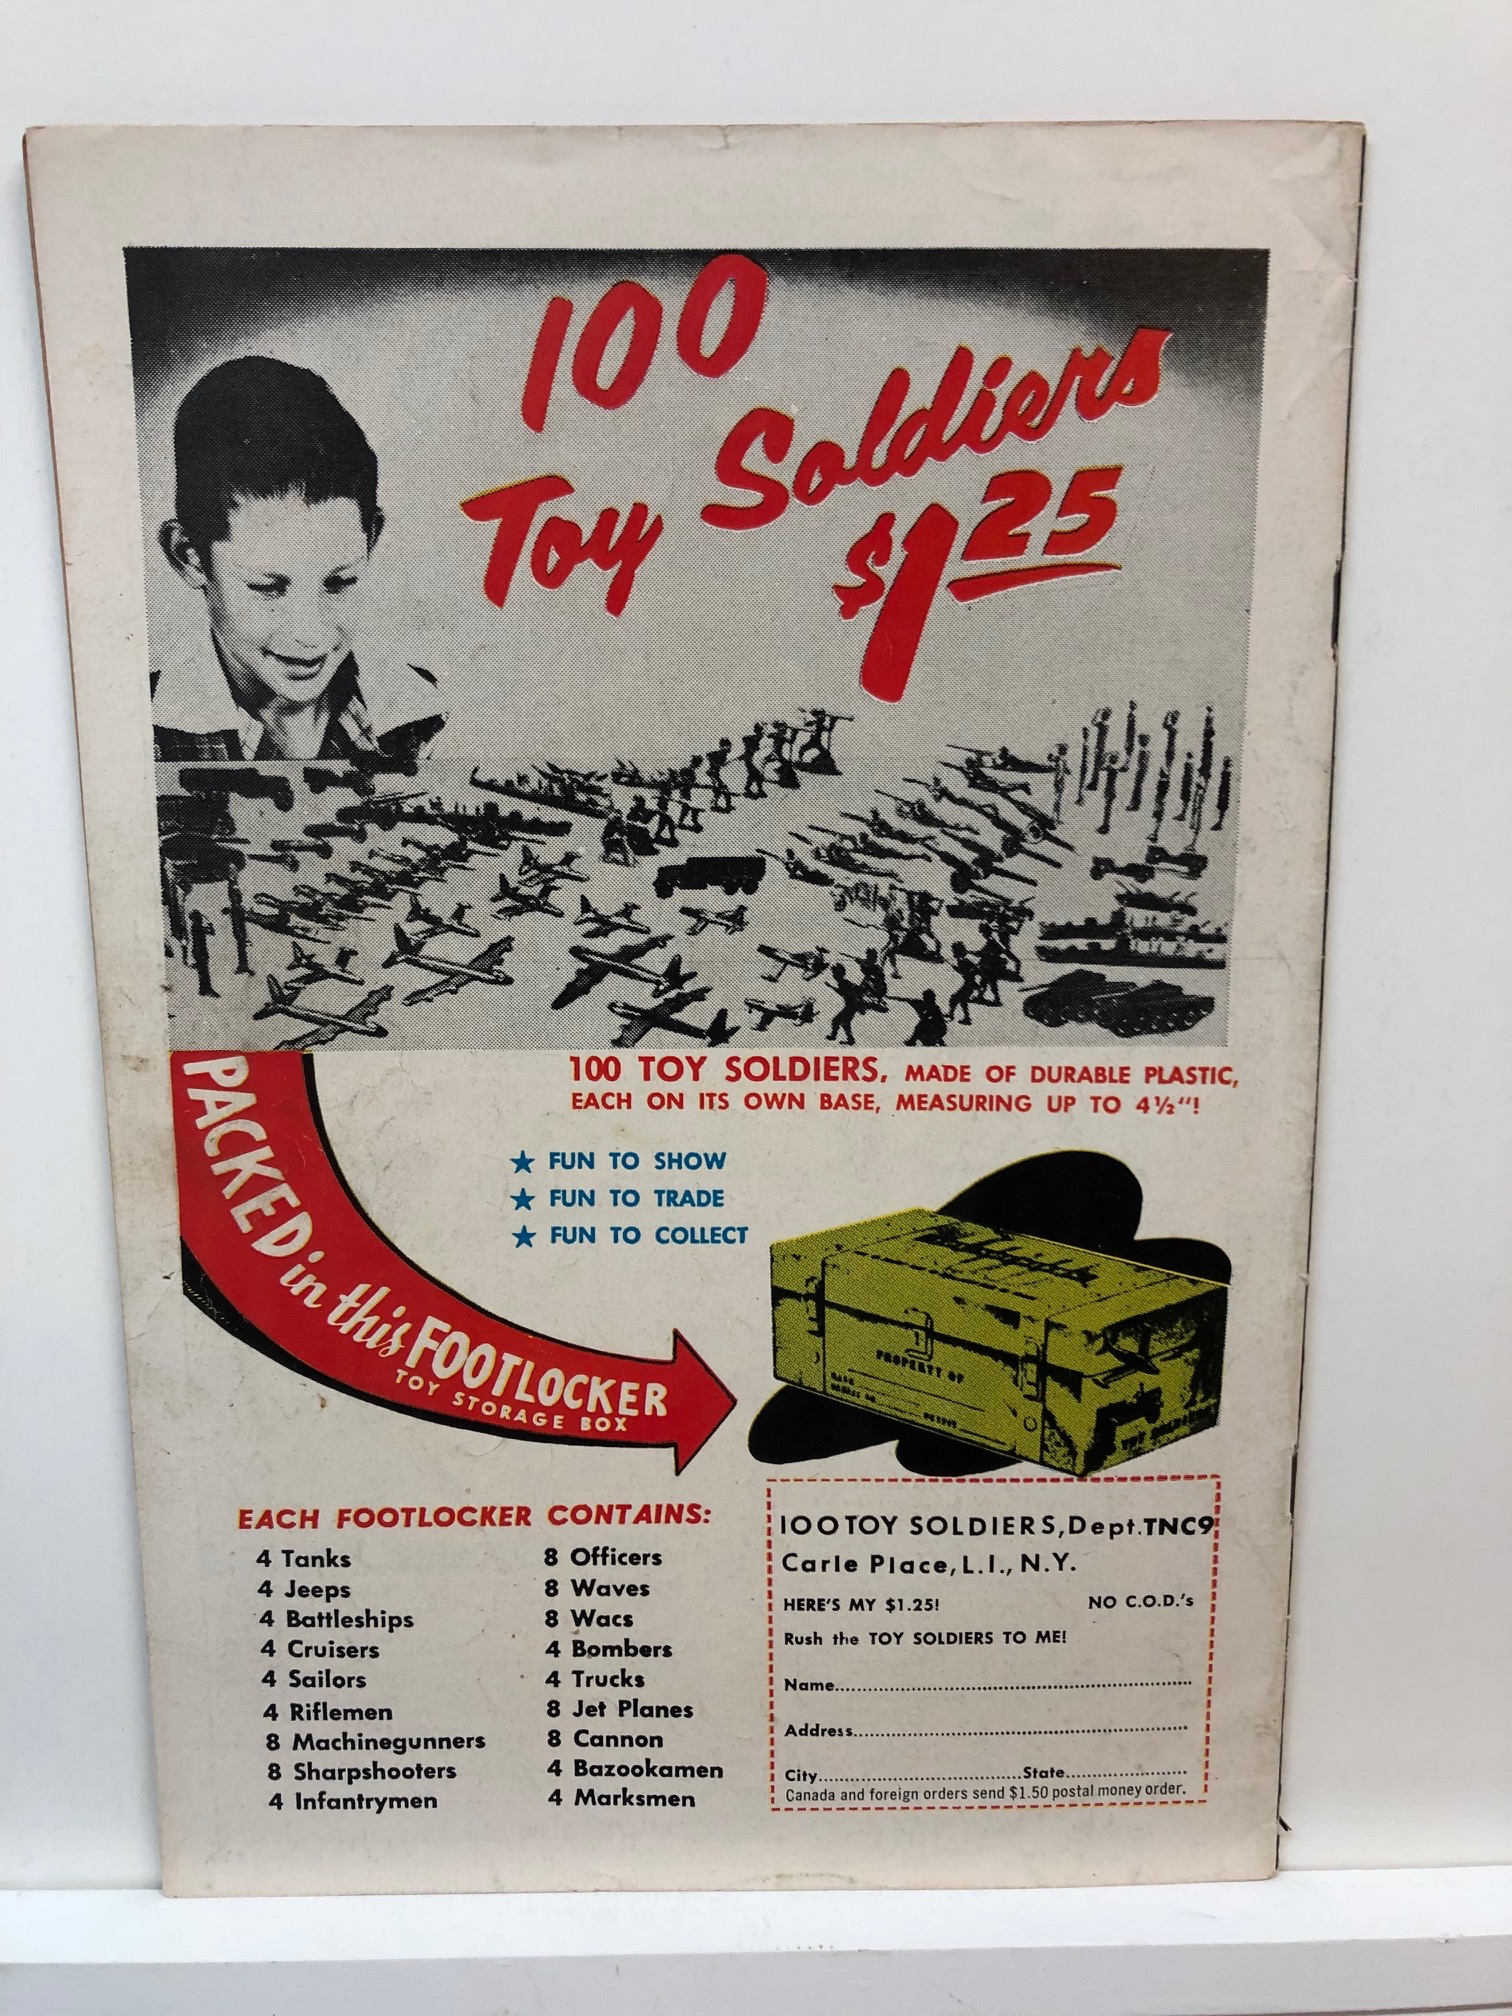 100
Toy Soldiers
$1.25
100 TOY SOLDIERS, MADE OF DURABLE PLASTIC,
EACH ON ITS OWN BASE, MEASURING UP TO 4½"!
PACKED in this FOOTLOCKER
TOY STORAGE BOX
★ FUN TO SHOW
★ FUN TO TRADE
★ FUN TO COLLECT
PROPERTY OF
EACH FOOTLOCKER CONTAINS:
4 Tanks
4 Jeeps
4 Battleships
4 Cruisers
4 Sailors
4 Riflemen
8 Machinegunners
8 Sharpshooters
4 Infantrymen
8 Officers
8 Waves
8 Wacs
4 Bombers
4 Trucks
8 Jet Planes
8 Cannon
4 Bazookamen
4 Marksmen
100 TOY SOLDIERS, Dept. TNC9
Carle Place, L.I., N.Y.
HERE'S MY $1.25! NO C.O.D.'s
Rush the TOY SOLDIERS TO ME!
Name
Address
City State
Canada and foreign orders send $1.50 postal money order.